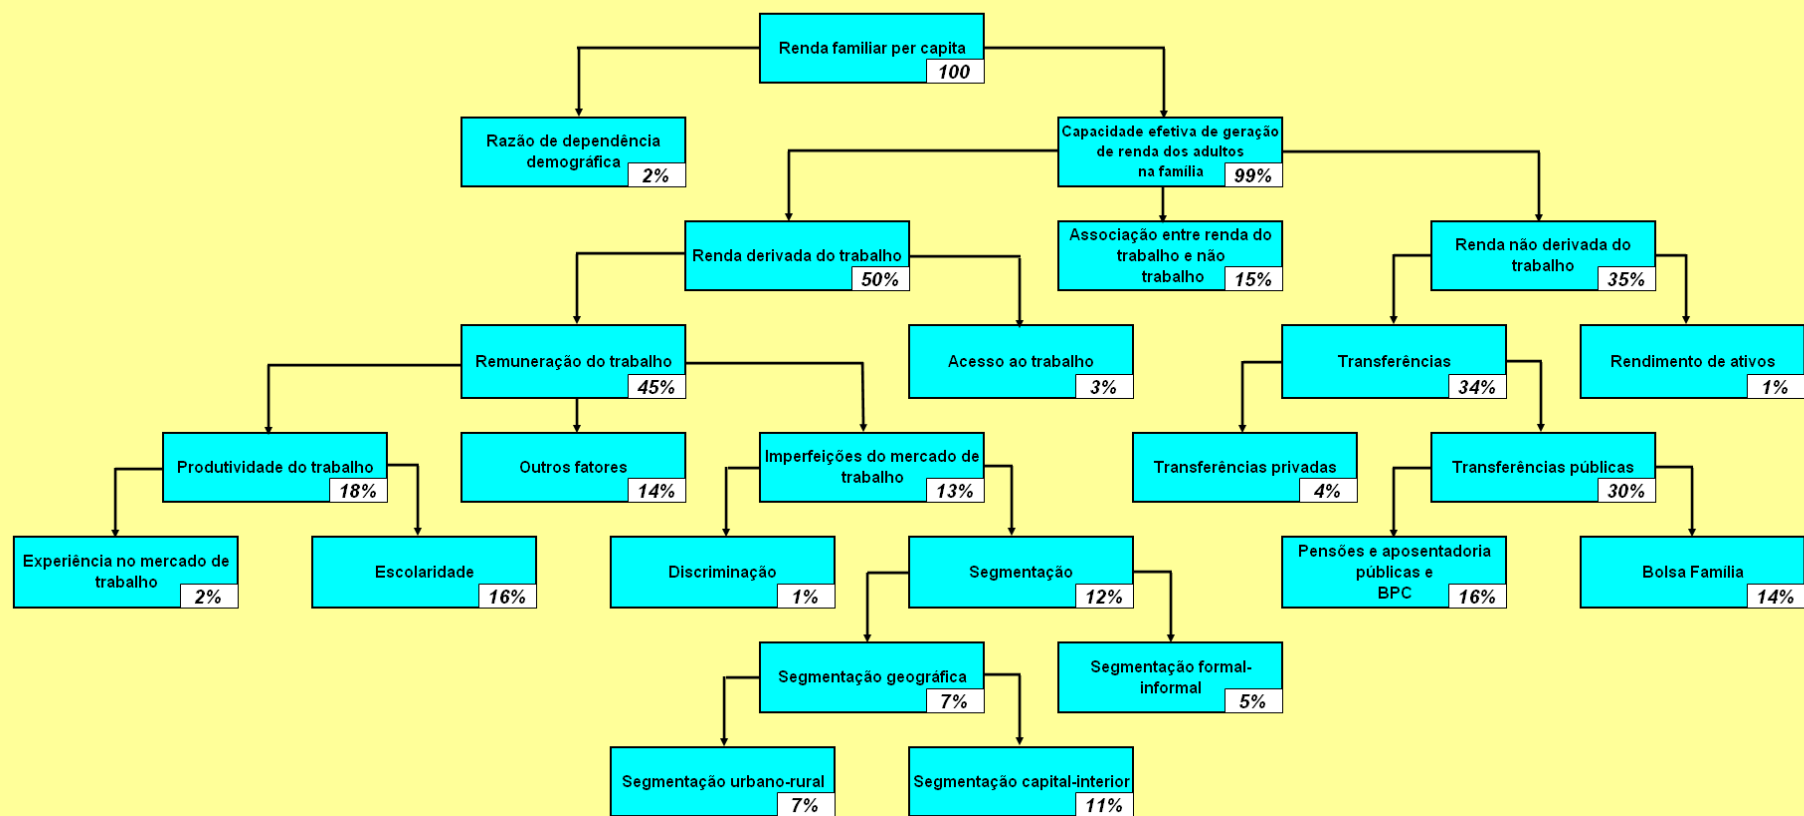 Renda familiar per capita
100
Razão de dependência
demográfica
2%
Capacidade efetiva de geração
de renda dos adultos
na família
99%
Renda derivada do trabalho
50%
Associação entre renda do
trabalho e não
trabalho
15%
Renda não derivada do
trabalho
35%
Remuneração do trabalho
45%
Acesso ao trabalho
3%
Transferências
34%
Rendimento de ativos
1%
Produtividade do trabalho
18%
Outros fatores
14%
Imperfeições do mercado de
trabalho
13%
Transferências privadas
4%
Transferências públicas
30%
Experiência no mercado de
trabalho
2%
Escolaridade
16%
Discriminação
1%
Segmentação
12%
Pensões e aposentadoria
públicas e
BPC
16%
Bolsa Família
14%
Segmentação geográfica
7%
Segmentação formal-
informal
5%
Segmentação urbano-rural
7%
Segmentação capital-interior
11%